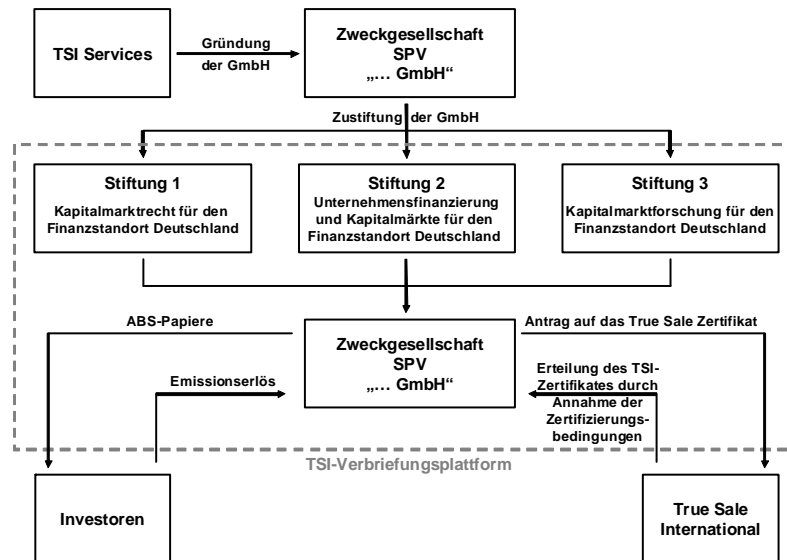 TSI Services
Gründung
der GmbH
Zweckgesellschaft
SPV
„… GmbH“
Zustiftung der GmbH
Stiftung 1
Kapitalmarktrecht für den
Finanzstandort Deutschland
Stiftung 2
Unternehmensfinanzierung
und Kapitalmärkte für den
Finanzstandort Deutschland
Stiftung 3
Kapitalmarktforschung für den
Finanzstandort Deutschland
ABS-Papiere
Emissionserlös
Zweckgesellschaft
SPV
„… GmbH“
Antrag auf das True Sale Zertifikat
Erteilung des TSI-
Zertifikates durch
Annahme der
Zertifizierungs-
bedingungen
TSI-Verbriefungsplattform
Investoren
True Sale
International